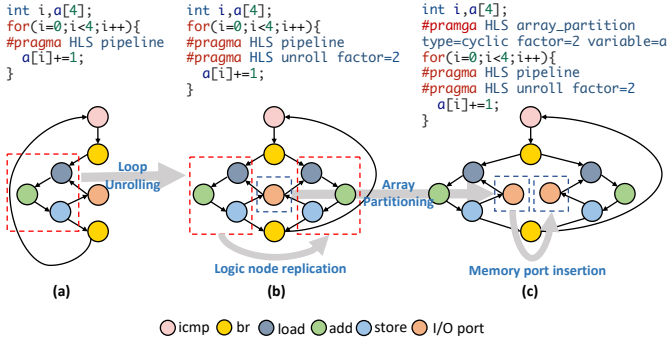 int i,a[4];
for(i=0;i<4;i++){
#pragma HLS pipeline
a[i]+=1;
}
int i,a[4];
for(i=0;i<4;i++){
#pragma HLS pipeline
#pragma HLS unroll factor=2
a[i]+=1;
}
int i,a[4];
#pramga HLS array_partition
type=cyclic factor=2 variable=a
for(i=0;i<4;i++){
#pragma HLS pipeline
#pragma HLS unroll factor=2
a[i]+=1;
}
Loop
Unrolling
Array
Partitioning
Logic node replication
Memory port insertion
(a)
(b)
(c)
icmp br load add store I/O port